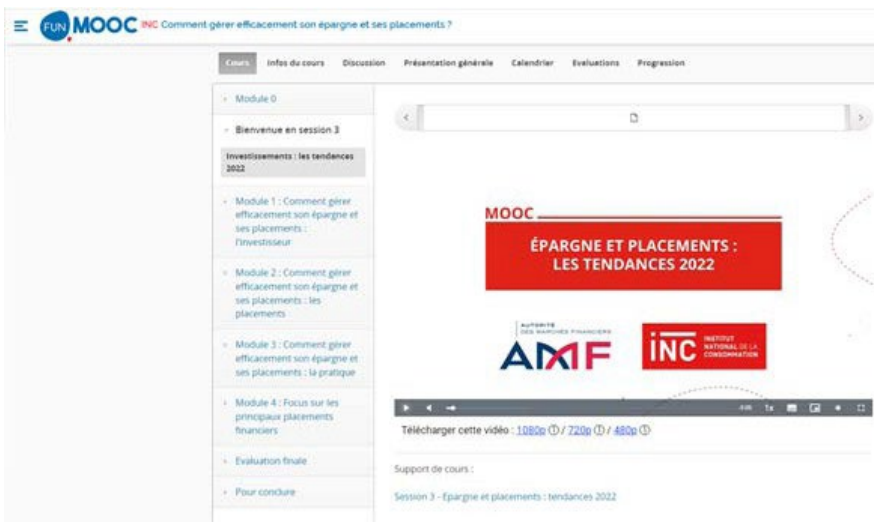 FUN MOOC INC Comment gérer efficacement son épargne et ses placements ?
Cours Infos du cours Discussion Présentation générale Calendrier Evaluations Progression
Module 0
Bienvenue en session 3
Investissements : les tendances
2022
Module 1 : Comment gérer
efficacement son épargne et
ses placements :
l'investisseur
Module 2 : Comment gérer
efficacement son épargne et
ses placements : les
placements
Module 3 : Comment gérer
efficacement son épargne et
ses placements : la pratique
Module 4 : Focus sur les
principaux placements
financiers
Evaluation finale
Pour conclure
MOOC
ÉPARGNE ET PLACEMENTS :
LES TENDANCES 2022
AUTORITÉ
DES MARCHÉS FINANCIERS
AMF
INC INSTITUT
NATIONAL DE LA
CONSOMMATION
1x
Télécharger cette vidéo : 1080p / 720p / 480p
Support de cours :
Session 3 - Epargne et placements : tendances 2022